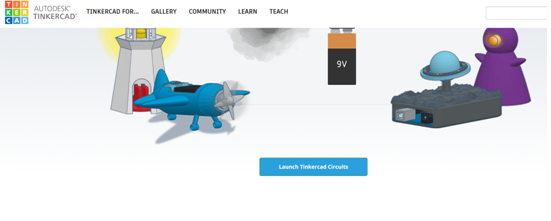 TIN
KER
CAD
AUTODESK®
TINKERCAD®
TINKERCAD FOR...
GALLERY
COMMUNITY
LEARN
TEACH
9V
Launch Tinkercad Circuits